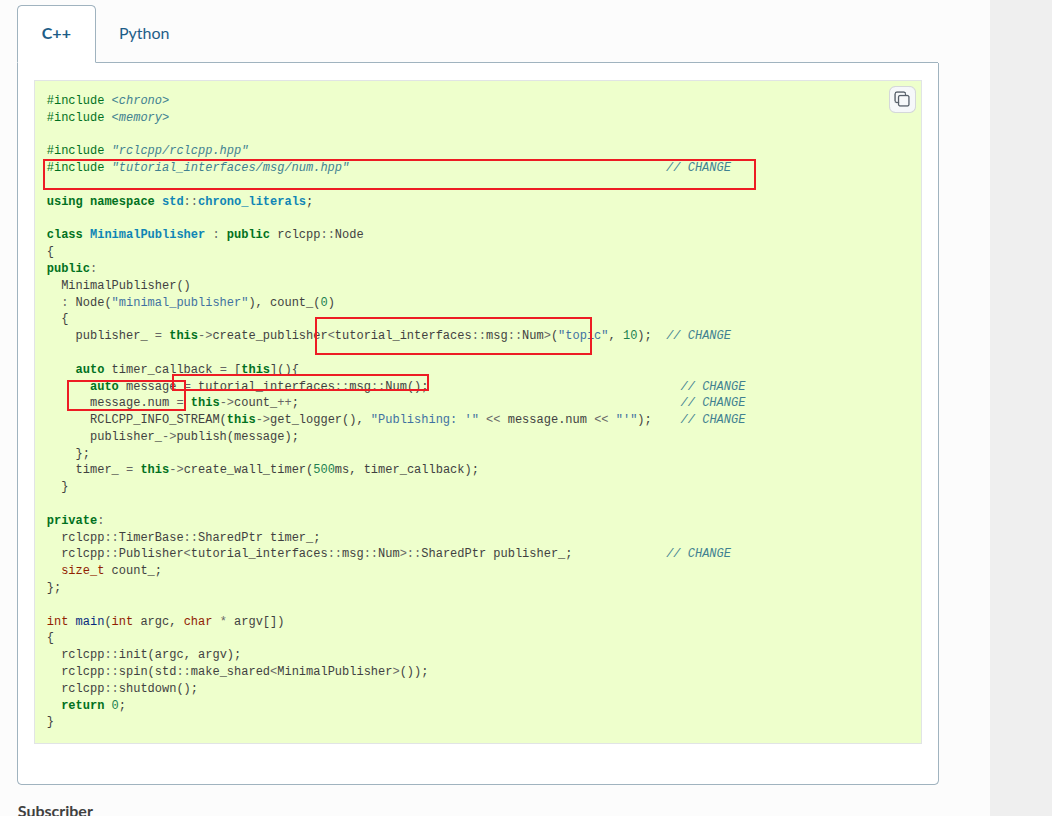 C++ Python
#include <chrono>
#include <memory>
#include "rclcpp/rclcpp.hpp"
#include "tutorial_interfaces/msg/num.hpp" // CHANGE
using namespace std::chrono_literals;
class MinimalPublisher : public rclcpp::Node
{
public:
  MinimalPublisher()
  : Node("minimal_publisher"), count_(0)
  {
    publisher_ = this->create_publisher<tutorial_interfaces::msg::Num>("topic", 10);  // CHANGE
    auto timer_callback = [this](){
      auto message = tutorial_interfaces::msg::Num(); // CHANGE
      message.num = this->count_++; // CHANGE
      RCLCPP_INFO_STREAM(this->get_logger(), "Publishing: '" << message.num << "'");    // CHANGE
      publisher_->publish(message);
    };
    timer_ = this->create_wall_timer(500ms, timer_callback);
  }
private:
  rclcpp::TimerBase::SharedPtr timer_;
  rclcpp::Publisher<tutorial_interfaces::msg::Num>::SharedPtr publisher_; // CHANGE
  size_t count_;
};
int main(int argc, char * argv[])
{
  rclcpp::init(argc, argv);
  rclcpp::spin(std::make_shared<MinimalPublisher>());
  rclcpp::shutdown();
  return 0;
}
Subscriber